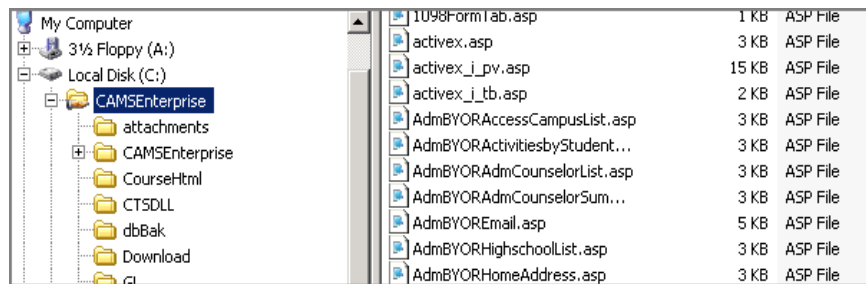 My Computer
3½ Floppy (A:)
Local Disk (C:)
CAMSEnterprise
attachments
CAMSEnterprise
CourseHtml
CTSDLL
dbBak
Download
GL
1098FormTab.asp 1 KB ASP File
activex.asp 3 KB ASP File
activex_i_pv.asp 15 KB ASP File
activex_i_tb.asp 2 KB ASP File
AdmBYORAccessCampusList.asp 3 KB ASP File
AdmBYORActivitiesbyStudent... 3 KB ASP File
AdmBYORAdmCounselorList.asp 3 KB ASP File
AdmBYORAdmCounselorSum... 3 KB ASP File
AdmBYOREmail.asp 5 KB ASP File
AdmBYORHighschoolList.asp 3 KB ASP File
AdmBYORHomeAddress.asp 3 KB ASP File